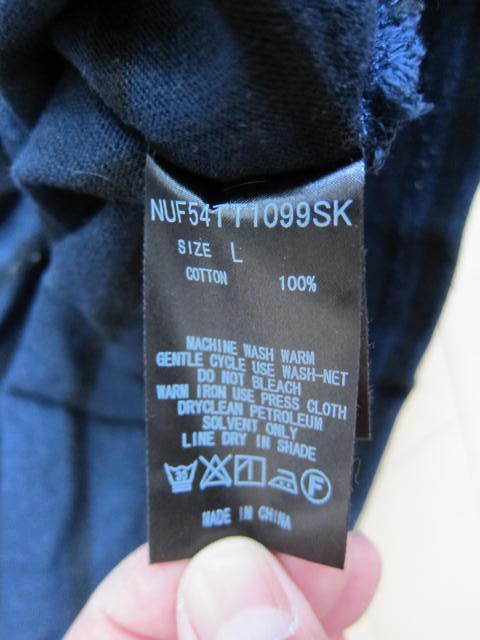 NUF54TT1099SK
SIZE L
COTTON 100%
MACHINE WASH WARM
GENTLE CYCLE USE WASH-NET
DO NOT BLEACH
WARM IRON USE PRESS CLOTH
DRYCLEAN PETROLEUM
SOLVENT ONLY
LINE DRY IN SHADE
F
MADE IN CHINA